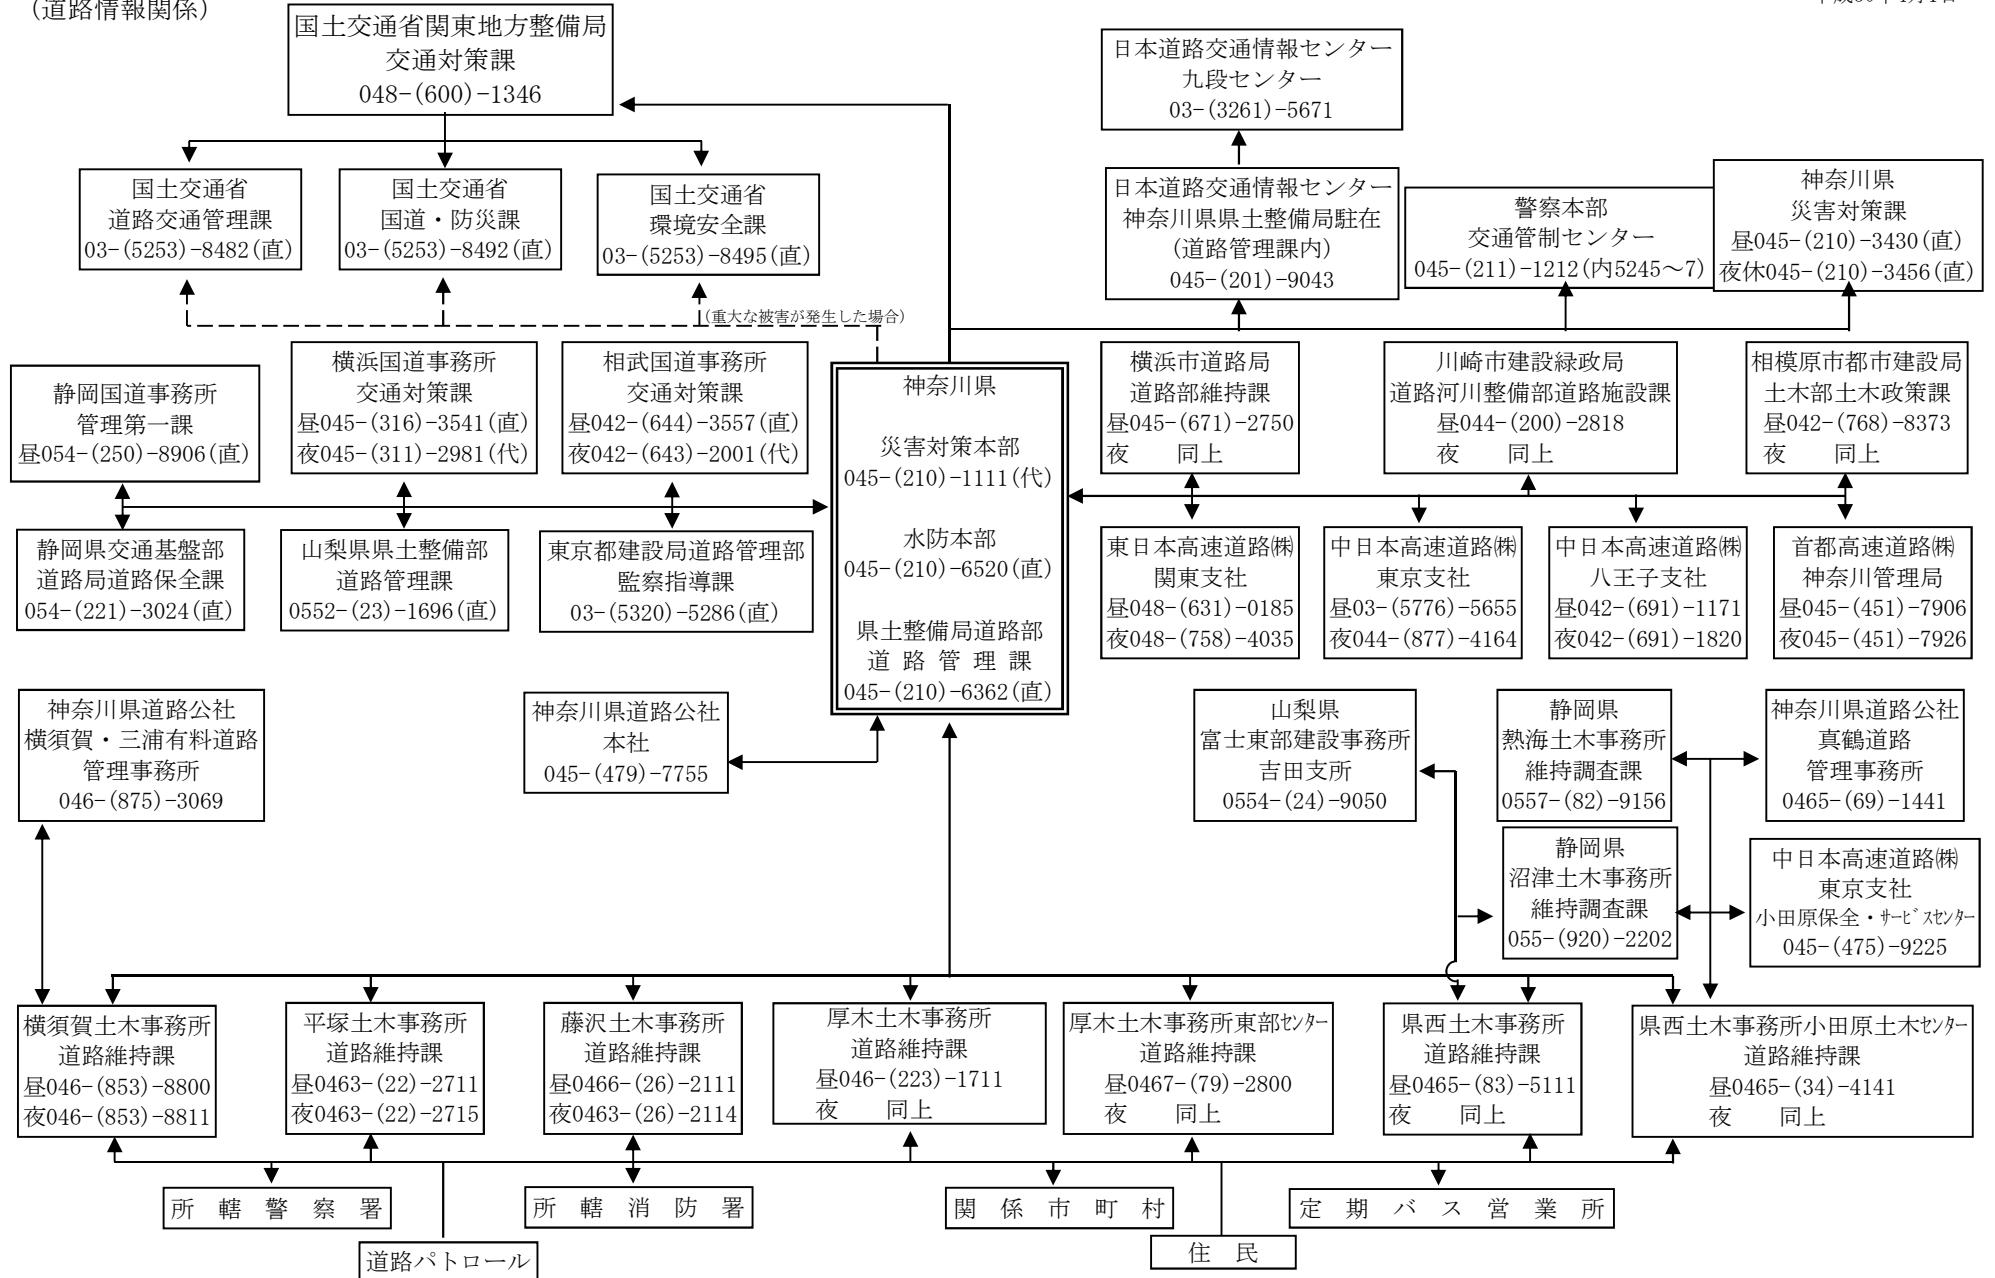 (道路情報関係)
国土交通省関東地方整備局
交通対策課
048-(600)-1346
日本道路交通情報センター
九段センター
03-(3261)-5671
国土交通省
道路交通管理課
03-(5253)-8482(直)
国土交通省
国道・防災課
03-(5253)-8492(直)
国土交通省
環境安全課
03-(5253)-8495(直)
日本道路交通情報センター
神奈川県県土整備局駐在
(道路管理課内)
045-(201)-9043
警察本部
交通管制センター
045-(211)-1212(内5245～7)
神奈川県
災害対策課
昼045-(210)-3430(直)
夜休045-(210)-3456(直)
(重大な被害が発生した場合)
静岡国道事務所
管理第一課
昼054-(250)-8906(直)
横浜国道事務所
交通対策課
昼045-(316)-3541(直)
夜045-(311)-2981(代)
相武国道事務所
交通対策課
昼042-(644)-3557(直)
夜042-(643)-2001(代)
神奈川県
災害対策本部
045-(210)-1111(代)
水防本部
045-(210)-6520(直)
県土整備局道路部
道路管理課
045-(210)-6362(直)
横浜市道路局
道路部維持課
昼045-(671)-2750
夜 同上
川崎市建設緑政局
道路河川整備部道路施設課
昼044-(200)-2818
夜 同上
相模原市都市建設局
土木部土木政策課
昼042-(768)-8373
夜 同上
静岡県交通基盤部
道路局道路保全課
054-(221)-3024(直)
山梨県県土整備部
道路管理課
0552-(23)-1696(直)
東京都建設局道路管理部
監察指導課
03-(5320)-5286(直)
東日本高速道路㈱
関東支社
昼048-(631)-0185
夜048-(758)-4035
中日本高速道路㈱
東京支社
昼03-(5776)-5655
夜044-(877)-4164
中日本高速道路㈱
八王子支社
昼042-(691)-1171
夜042-(691)-1820
首都高速道路㈱
神奈川管理局
昼045-(451)-7906
夜045-(451)-7926
神奈川県道路公社
横須賀・三浦有料道路
管理事務所
046-(875)-3069
神奈川県道路公社
本社
045-(479)-7755
山梨県
富士東部建設事務所
吉田支所
0554-(24)-9050
静岡県
熱海土木事務所
維持調査課
0557-(82)-9156
神奈川県道路公社
真鶴道路
管理事務所
0465-(69)-1441
静岡県
沼津土木事務所
維持調査課
055-(920)-2202
中日本高速道路㈱
東京支社
小田原保全・ｻｰﾋﾞｽｾﾝﾀｰ
045-(475)-9225
横須賀土木事務所
道路維持課
昼046-(853)-8800
夜046-(853)-8811
平塚土木事務所
道路維持課
昼0463-(22)-2711
夜0463-(22)-2715
藤沢土木事務所
道路維持課
昼0466-(26)-2111
夜0463-(26)-2114
厚木土木事務所
道路維持課
昼046-(223)-1711
夜 同上
厚木土木事務所東部ｾﾝﾀｰ
道路維持課
昼0467-(79)-2800
夜 同上
県西土木事務所
道路維持課
昼0465-(83)-5111
夜 同上
県西土木事務所小田原土木ｾﾝﾀｰ
道路維持課
昼0465-(34)-4141
夜 同上
所轄警察署
所轄消防署
関係市町村
定期バス営業所
道路パトロール
住民